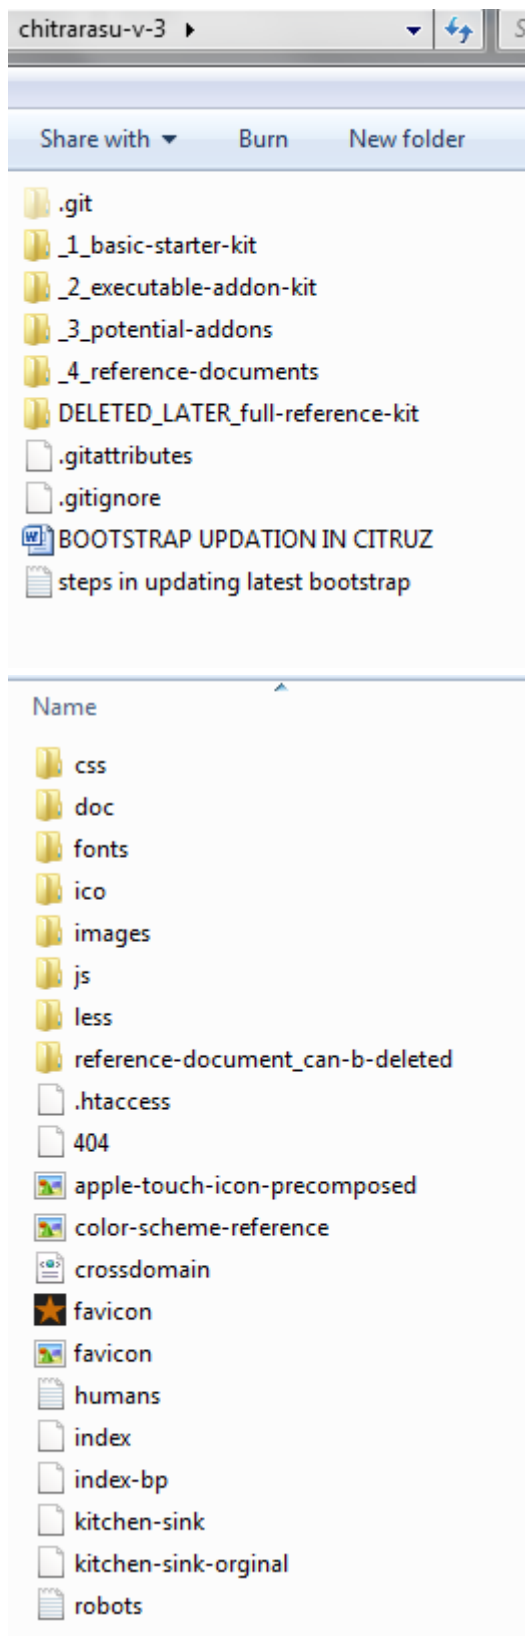 chitrarasu-v-3
S
Share with Burn New folder
.git
_1_basic-starter-kit
_2_executable-addon-kit
_3_potential-addons
_4_reference-documents
DELETED_LATER_full-reference-kit
.gitattributes
.gitignore
BOOTSTRAP UPDATION IN CITRUZ
steps in updating latest bootstrap
Name
css
doc
fonts
ico
images
js
less
reference-document_can-b-deleted
.htaccess
404
apple-touch-icon-precomposed
color-scheme-reference
crossdomain
favicon
favicon
humans
index
index-bp
kitchen-sink
kitchen-sink-orginal
robots